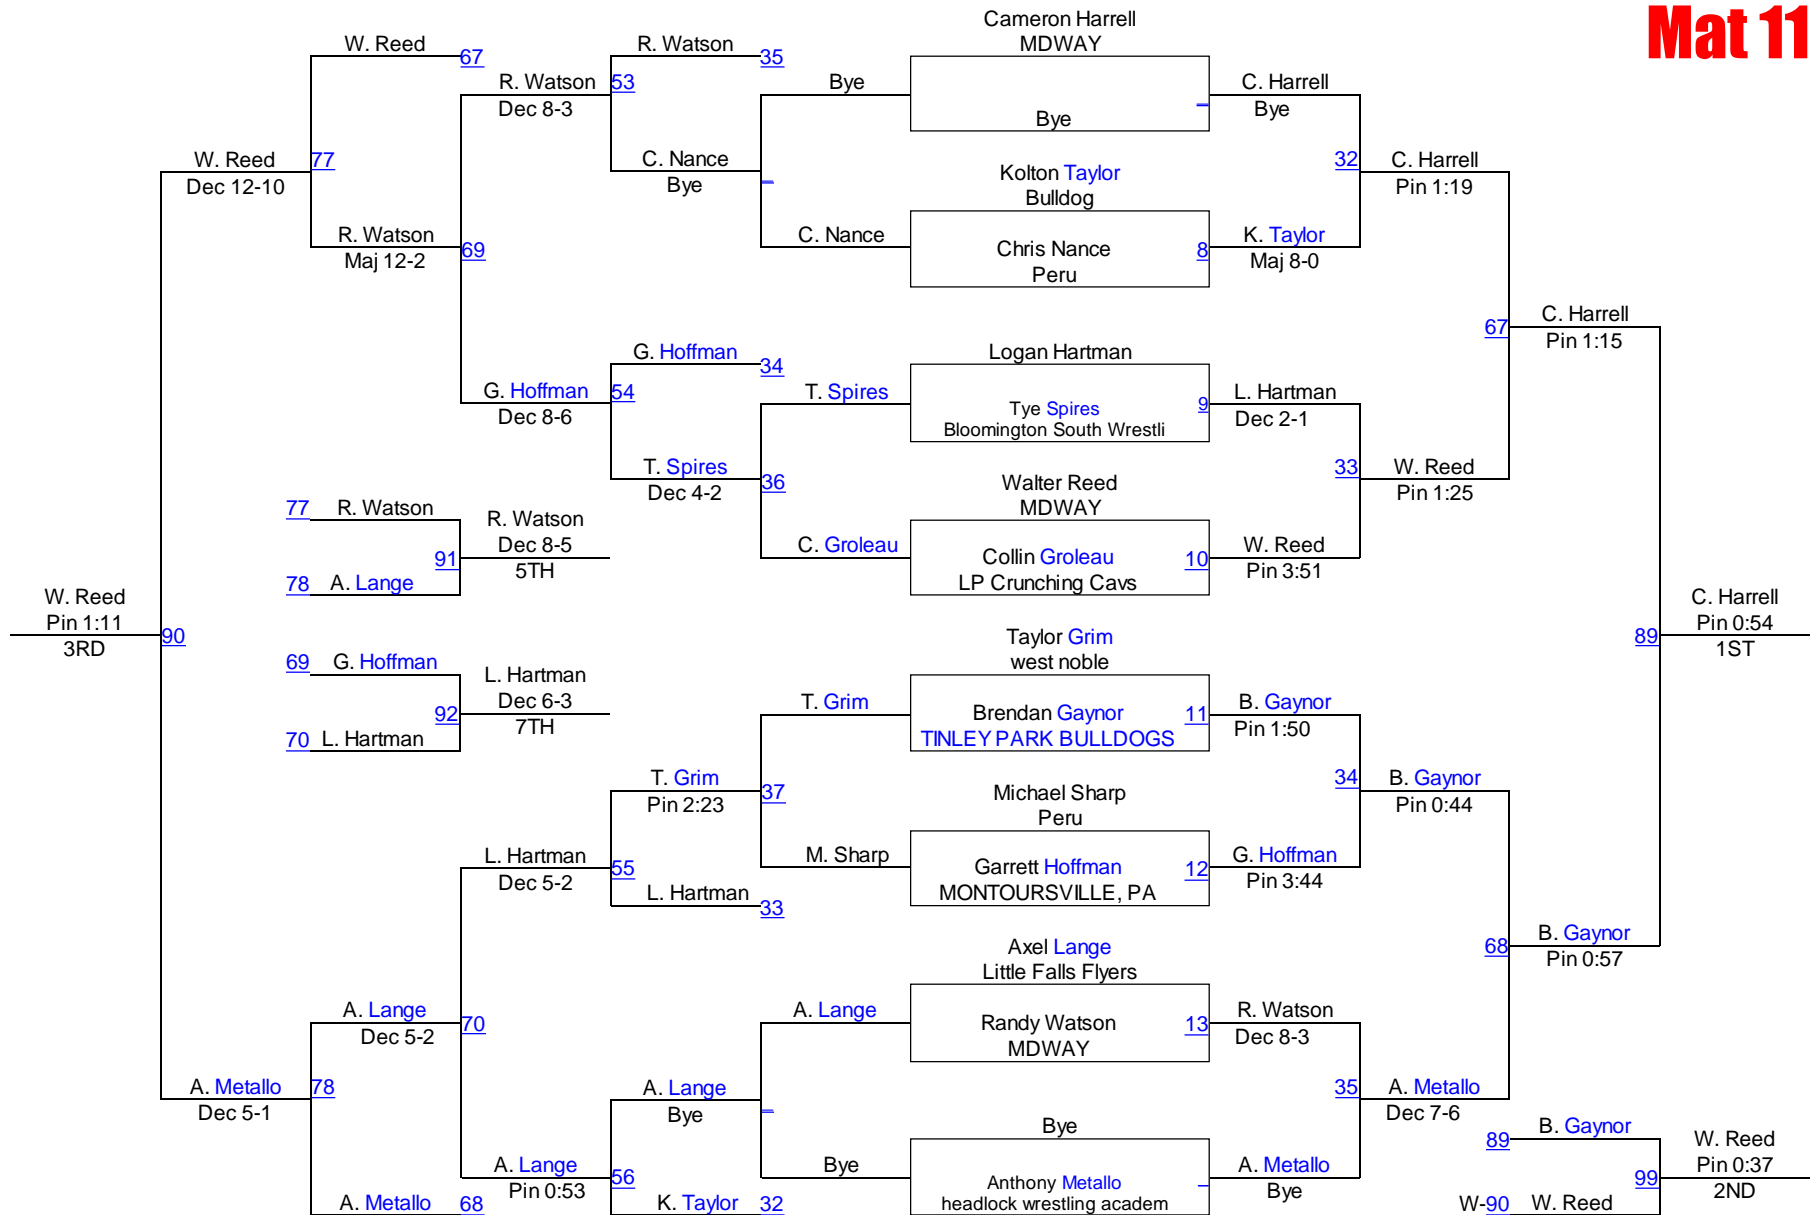 Mat 11
Cameron Harrell
MDWAY
Bye
C. Harrell
Bye
Bye
W. Reed
67
R. Watson
35
R. Watson
53
Dec 8-3
C. Nance
Bye
Kolton Taylor
Bulldog
Chris Nance
Peru
8
K. Taylor
Maj 8-0
C. Nance
32
C. Harrell
Pin 1:19
W. Reed
77
Dec 12-10
R. Watson
69
Maj 12-2
67
C. Harrell
Pin 1:15
G. Hoffman
34
G. Hoffman
54
Dec 8-6
T. Spires
Logan Hartman
Tye Spires
9
Bloomington South Wrestli
L. Hartman
Dec 2-1
T. Spires
36
Dec 4-2
33
W. Reed
Pin 1:25
Walter Reed
MDWAY
C. Groleau
Collin Groleau
10
LP Crunching Cavs
W. Reed
Pin 3:51
77
R. Watson
R. Watson
Dec 8-5
91
5TH
78
A. Lange
W. Reed
Pin 1:11
90
3RD
C. Harrell
Pin 0:54
89
1ST
69
G. Hoffman
L. Hartman
Dec 6-3
92
7TH
70
L. Hartman
Taylor Grim
west noble
T. Grim
Brendan Gaynor
11
TINLEY PARK BULLDOGS
B. Gaynor
Pin 1:50
T. Grim
37
Pin 2:23
34
B. Gaynor
Pin 0:44
Michael Sharp
Peru
M. Sharp
Garrett Hoffman
12
MONTOURSVILLE, PA
G. Hoffman
Pin 3:44
L. Hartman
55
Dec 5-2
L. Hartman
33
68
B. Gaynor
Pin 0:57
Axel Lange
Little Falls Flyers
A. Lange
Randy Watson
13
MDWAY
R. Watson
Dec 8-3
A. Lange
70
Dec 5-2
A. Metallo
78
Dec 5-1
A. Lange
Bye
35
A. Metallo
Dec 7-6
Bye
Bye
Anthony Metallo
headlock wrestling academ
A. Metallo
Bye
A. Lange
56
Pin 0:53
A. Metallo
68
K. Taylor
32
89
B. Gaynor
W. Reed
Pin 0:37
99
2ND
W-90
W. Reed